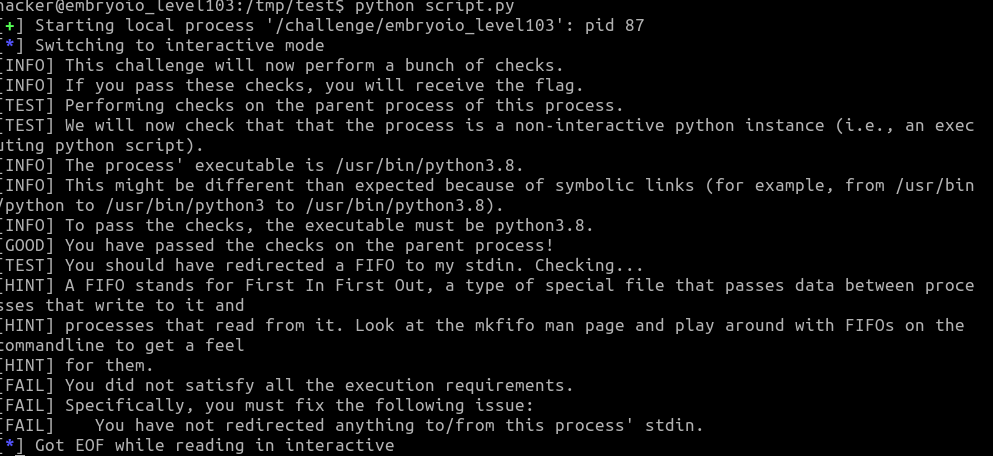 hacker@embryoio_level103:/tmp/test$ python script.py
[+] Starting local process '/challenge/embryoio_level103': pid 87
[*] Switching to interactive mode
[INFO] This challenge will now perform a bunch of checks.
[INFO] If you pass these checks, you will receive the flag.
[TEST] Performing checks on the parent process of this process.
[TEST] We will now check that that the process is a non-interactive python instance (i.e., an exec
uting python script).
[INFO] The process' executable is /usr/bin/python3.8.
[INFO] This might be different than expected because of symbolic links (for example, from /usr/bin
/python to /usr/bin/python3 to /usr/bin/python3.8).
[INFO] To pass the checks, the executable must be python3.8.
[GOOD] You have passed the checks on the parent process!
[TEST] You should have redirected a FIFO to my stdin. Checking...
[HINT] A FIFO stands for First In First Out, a type of special file that passes data between proce
sses that write to it and
[HINT] processes that read from it. Look at the mkfifo man page and play around with FIFOs on the
commandline to get a feel
[HINT] for them.
[FAIL] You did not satisfy all the execution requirements.
[FAIL] Specifically, you must fix the following issue:
[FAIL]    You have not redirected anything to/from this process' stdin.
[*] Got EOF while reading in interactive